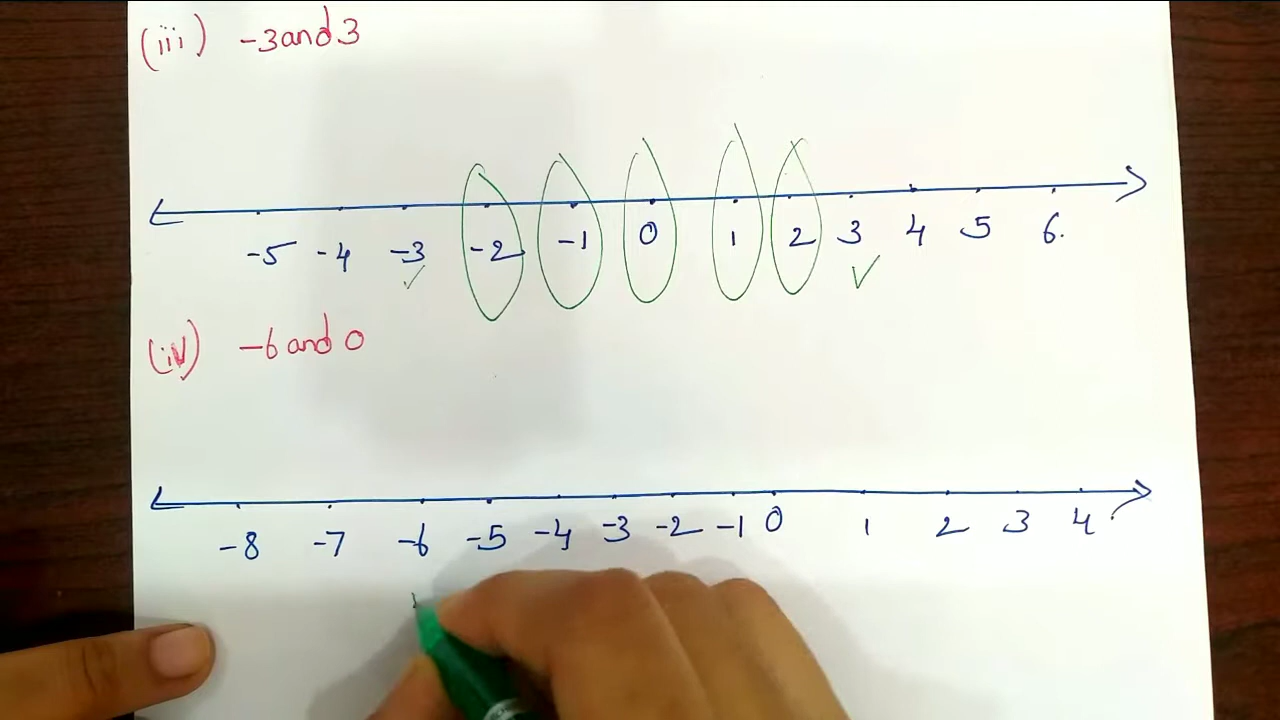 (iii) -3 and 3
-5 -4 -3 -2 -1 0 1 2 3 4 5 6.
(iv) -6 and 0
-8 -7 -6 -5 -4 -3 -2 -1 0 1 2 3 4.